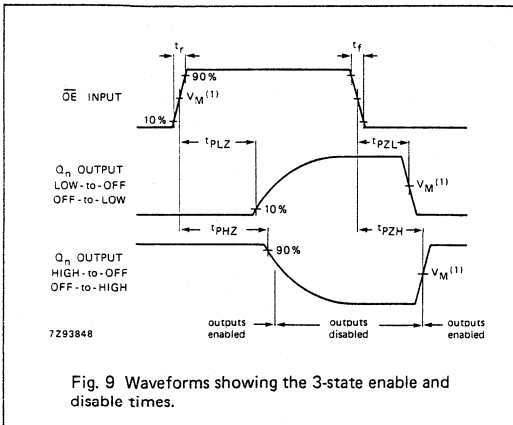 tr
tf
90%
OE INPUT
VM(1)
10%
tPLZ
tPZL
Qn OUTPUT
LOW-to-OFF
OFF-to-LOW
VM(1)
10%
tPHZ
tPZH
90%
Qn OUTPUT
HIGH-to-OFF
OFF-to-HIGH
VM(1)
outputs
enabled
outputs
disabled
outputs
enabled
7Z93848
Fig. 9 Waveforms showing the 3-state enable and
disable times.